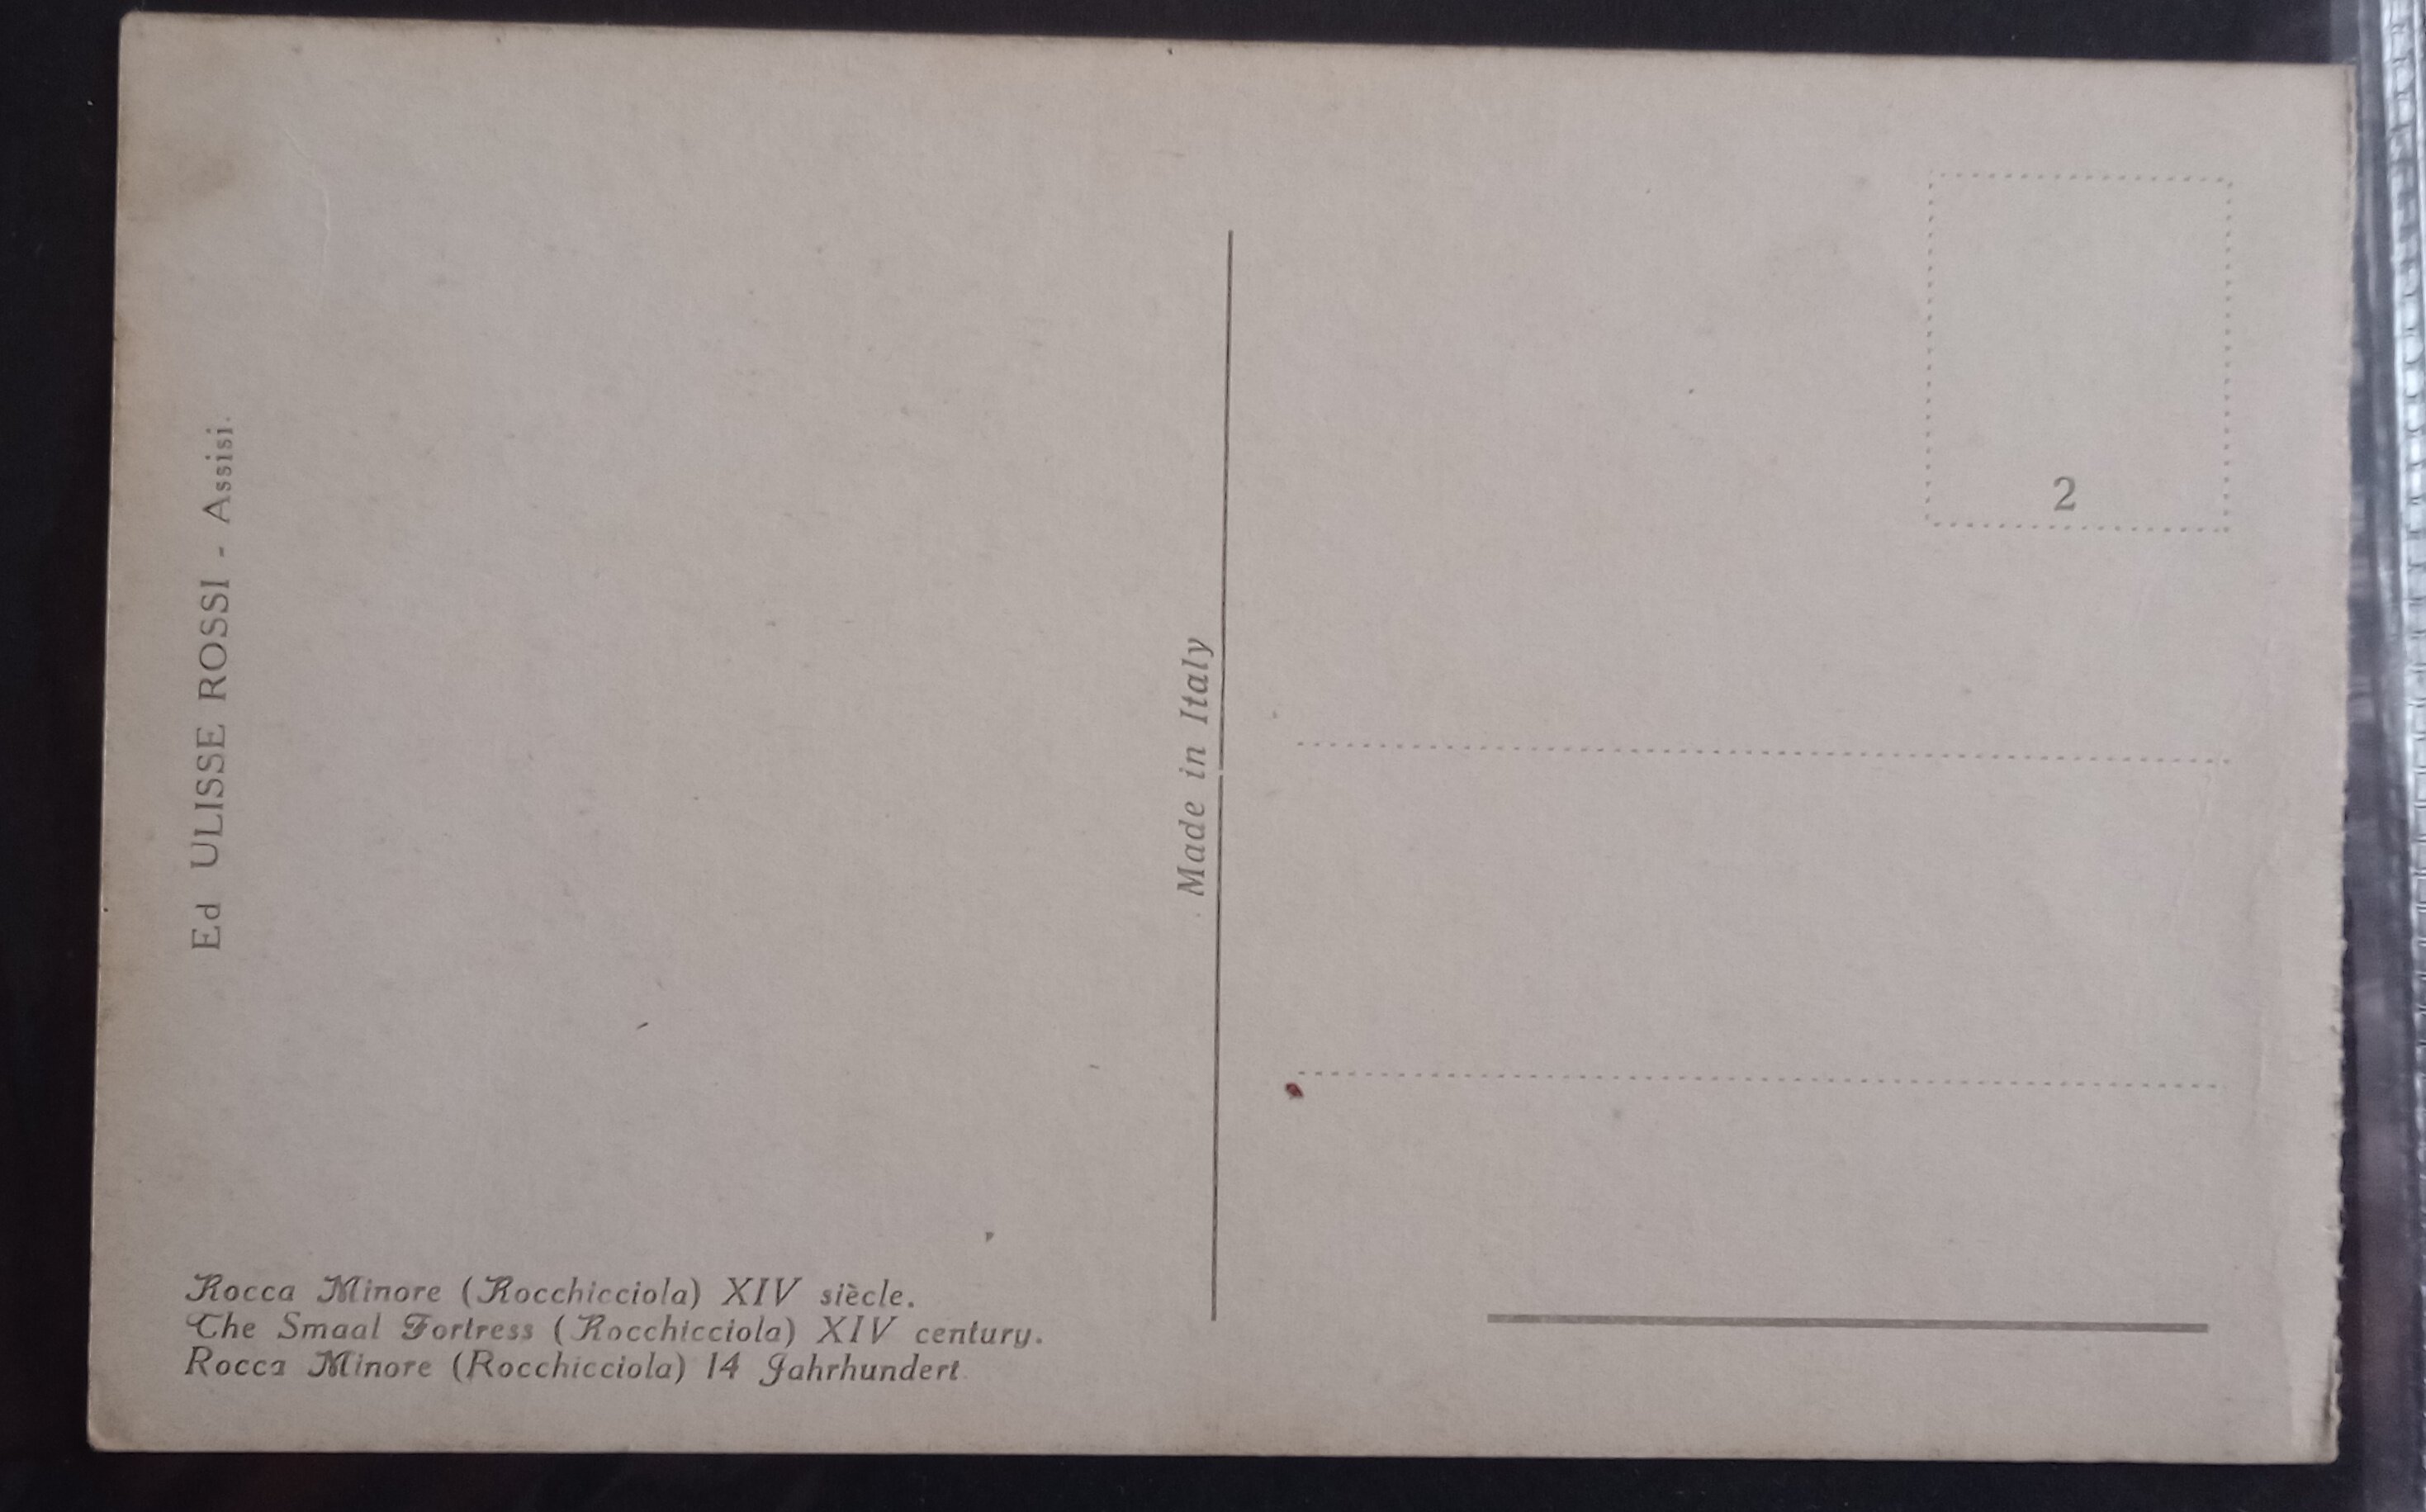 Ed ULISSE ROSSI - Assisi.
Made in Italy
2
Rocca Minore (Rocchicciola) XIV siècle.
The Smaal Fortress (Rocchicciola) XIV century.
Rocca Minore (Rocchicciola) 14 Jahrhundert